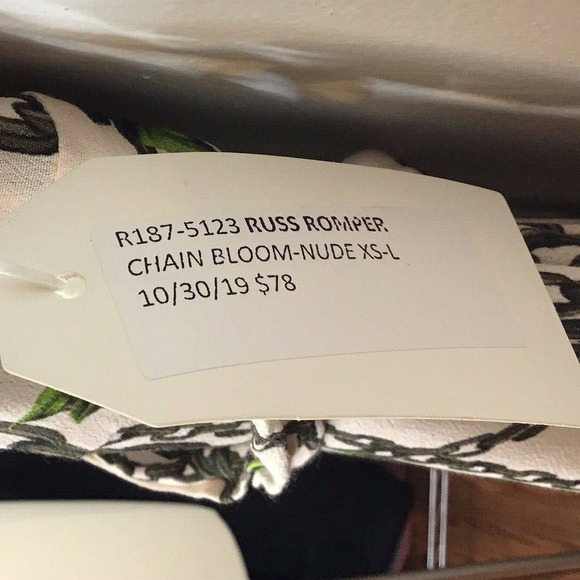 R187-5123 RUSS ROMPER
CHAIN BLOOM-NUDE XS-L
10/30/19 $78